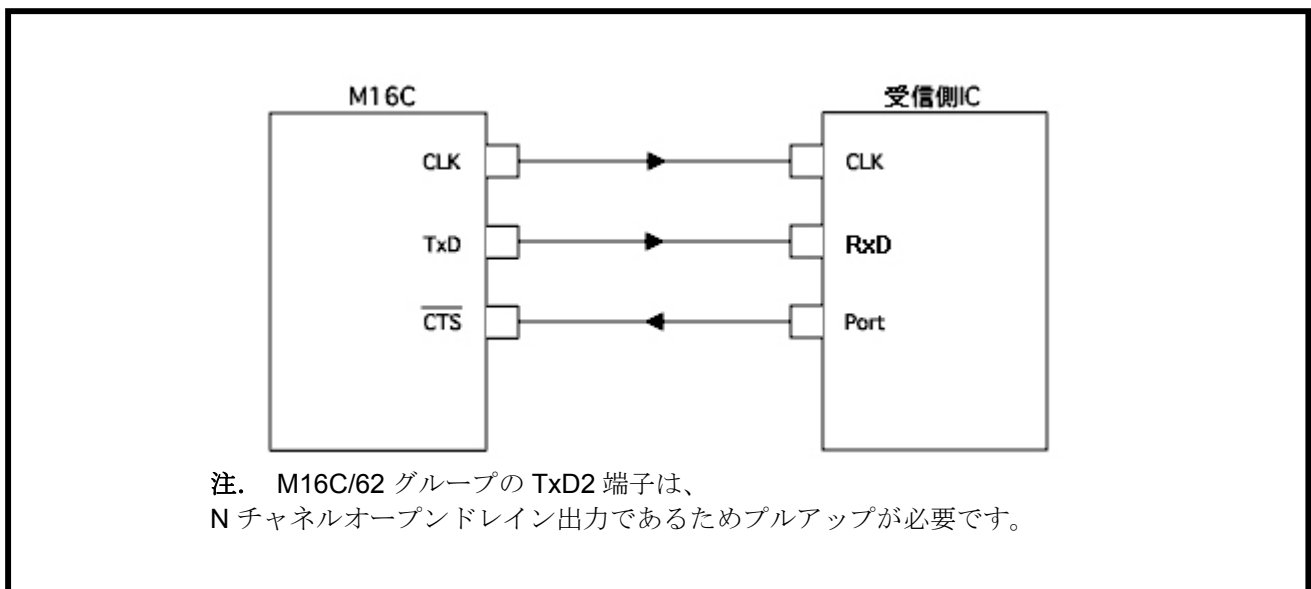 M16C
受信側IC
CLK
CLK
TxD
RxD
CTS
Port
注. M16C/62 グループの TxD2 端子は、
N チャネルオープンドレイン出力であるためプルアップが必要です。